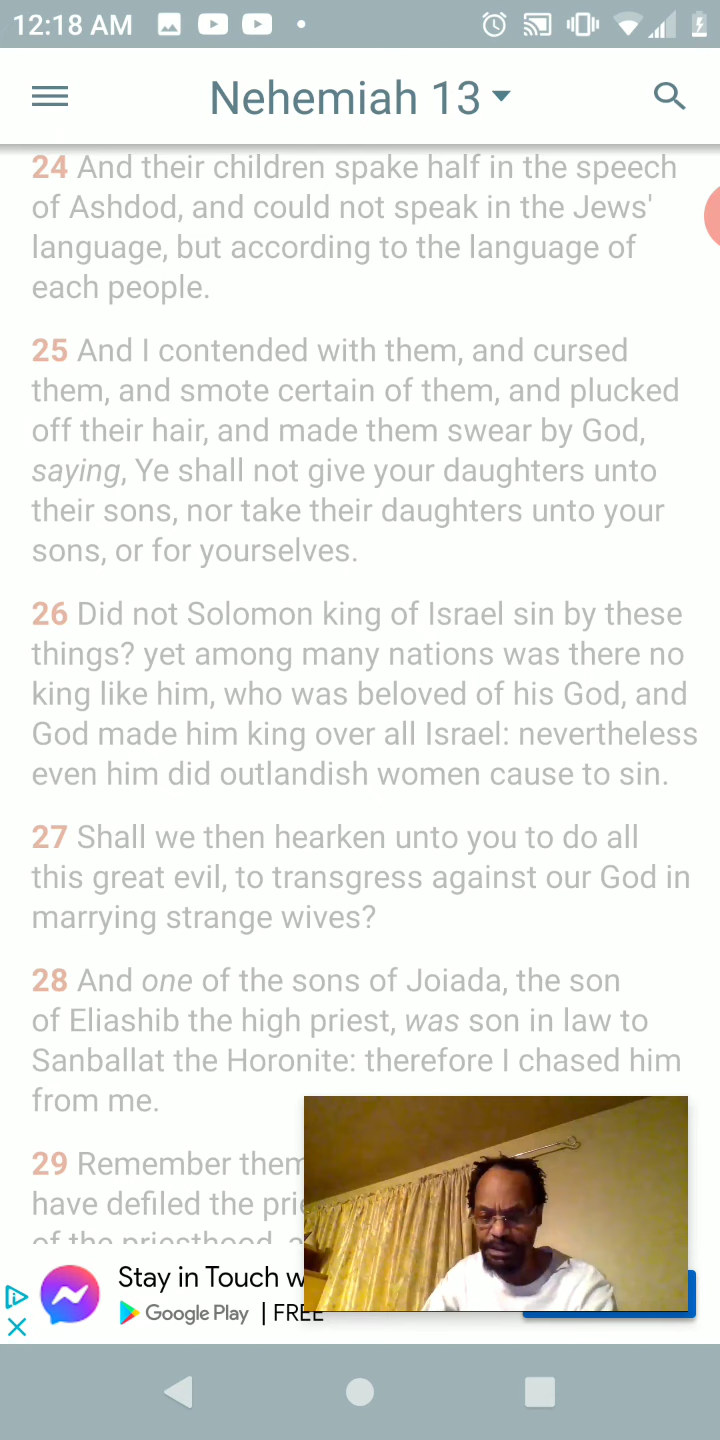 12:18 AM
Nehemiah 13
24 And their children spake half in the speech
of Ashdod, and could not speak in the Jews'
language, but according to the language of
each people.
25 And I contended with them, and cursed
them, and smote certain of them, and plucked
off their hair, and made them swear by God,
saying, Ye shall not give your daughters unto
their sons, nor take their daughters unto your
sons, or for yourselves.
26 Did not Solomon king of Israel sin by these
things? yet among many nations was there no
king like him, who was beloved of his God, and
God made him king over all Israel: nevertheless
even him did outlandish women cause to sin.
27 Shall we then hearken unto you to do all
this great evil, to transgress against our God in
marrying strange wives?
28 And one of the sons of Joiada, the son
of Eliashib the high priest, was son in law to
Sanballat the Horonite: therefore I chased him
from me.
29 Remember them
have defiled the
of the priesthood,
Stay in Touch
Google Play | FREE